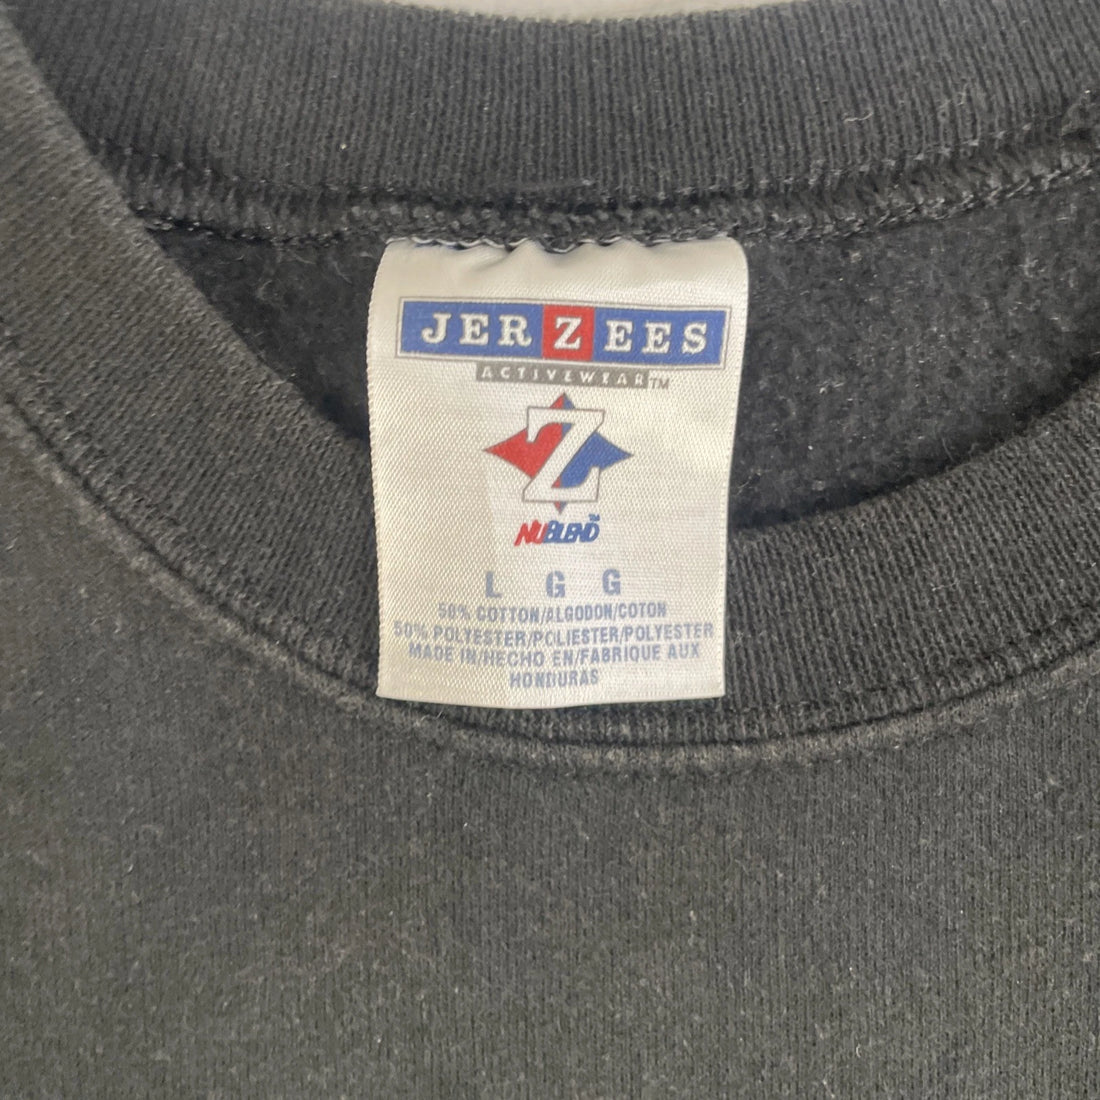 JERZEES
ACTIVEWEAR™
Z
NUBLEND™
L G G
50% COTTON/ALGODON/COTON
50% POLYESTER/POLIESTER/POLYESTER
MADE IN/HECHO EN/FABRIQUE AUX
HONDURAS